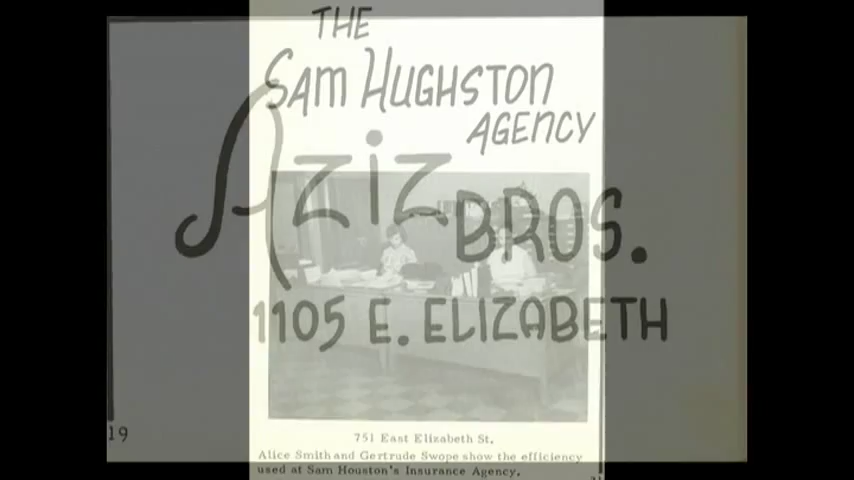 THE
SAM HUGHSTON
AGENCY
AZIZ
BROS.
1105 E. ELIZABETH
19
751 East Elizabeth St.
Alice Smith and Gertrude Swope show the efficiency
used at Sam Houston's Insurance Agency.